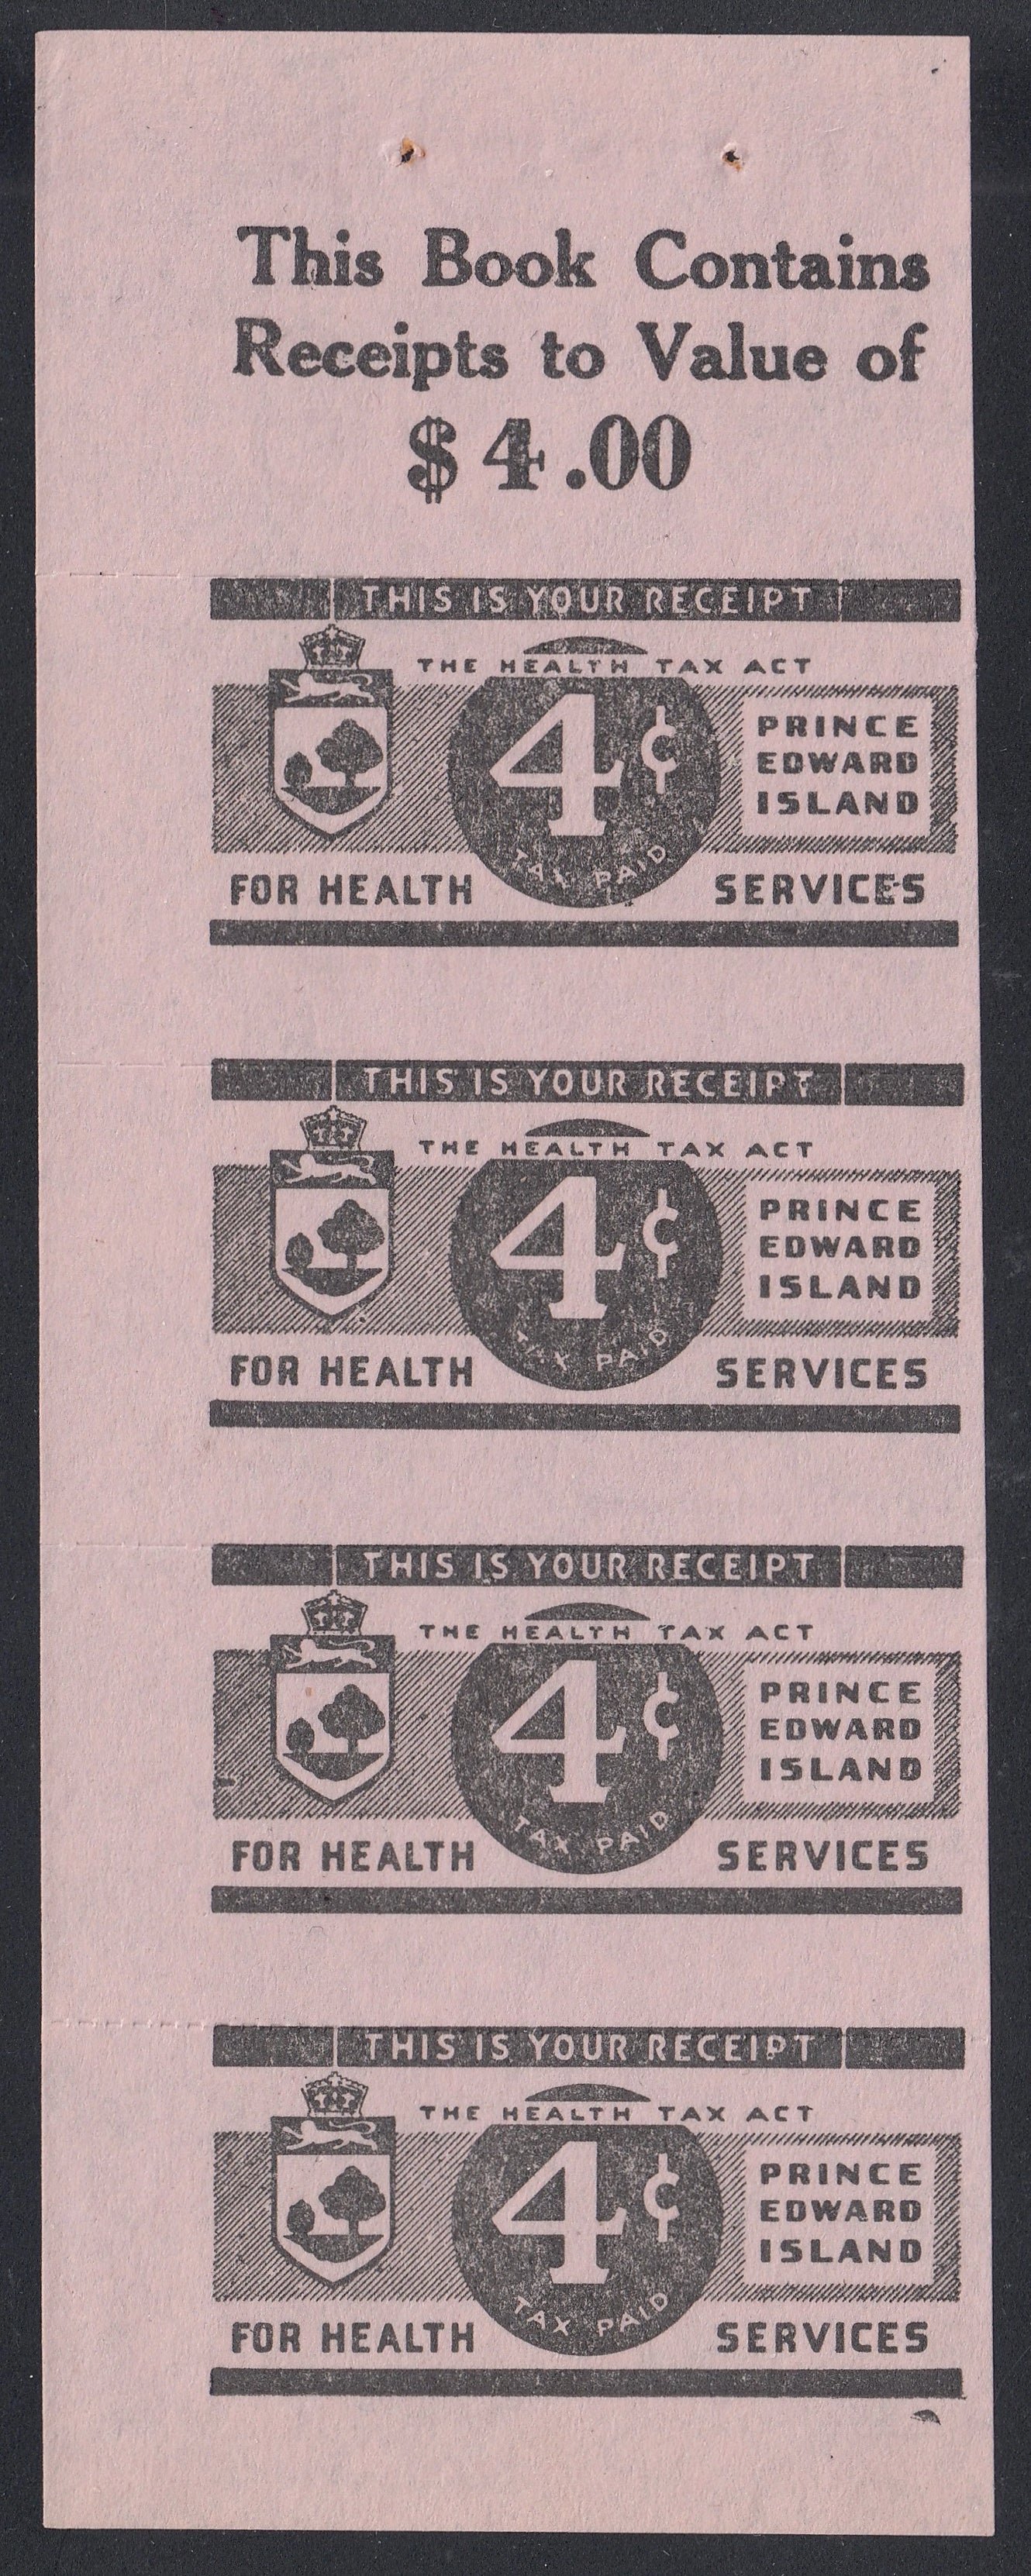 This Book Contains
Receipts to Value of
$4.00
THIS IS YOUR RECEIPT
THE HEALTH TAX ACT
4¢
PRINCE
EDWARD
ISLAND
TAX PAID
FOR HEALTH SERVICES
THIS IS YOUR RECEIPT
THE HEALTH TAX ACT
4¢
PRINCE
EDWARD
ISLAND
TAX PAID
FOR HEALTH SERVICES
THIS IS YOUR RECEIPT
THE HEALTH TAX ACT
4¢
PRINCE
EDWARD
ISLAND
TAX PAID
FOR HEALTH SERVICES
THIS IS YOUR RECEIPT
THE HEALTH TAX ACT
4¢
PRINCE
EDWARD
ISLAND
TAX PAID
FOR HEALTH SERVICES